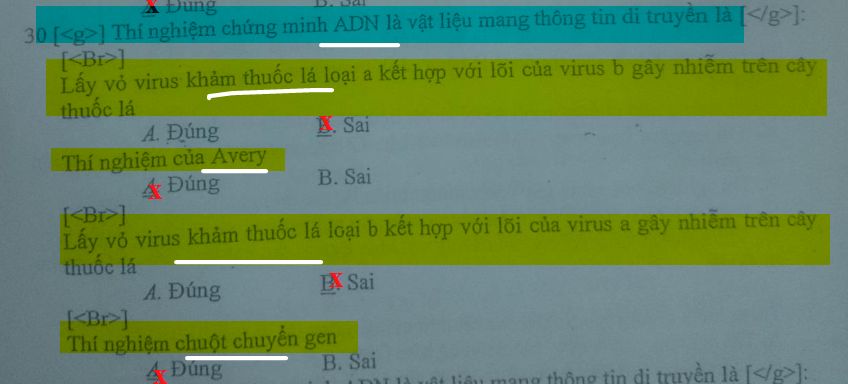 X Đúng B. Sai
30 [<g>] Thí nghiệm chứng minh ADN là vật liệu mang thông tin di truyền là [</g>]:
[<Br>]
Lấy vỏ virus khảm thuốc lá loại a kết hợp với lõi của virus b gây nhiễm trên cây
thuốc lá
A. Đúng B. Sai
X
Thí nghiệm của Avery
A. Đúng B. Sai
X
[<Br>]
Lấy vỏ virus khảm thuốc lá loại b kết hợp với lõi của virus a gây nhiễm trên cây
thuốc lá
A. Đúng B. Sai
X
[<Br>]
Thí nghiệm chuột chuyển gen
A. Đúng B. Sai
X
minh ADN là vật liệu mang thông tin di truyền là [</g>]: